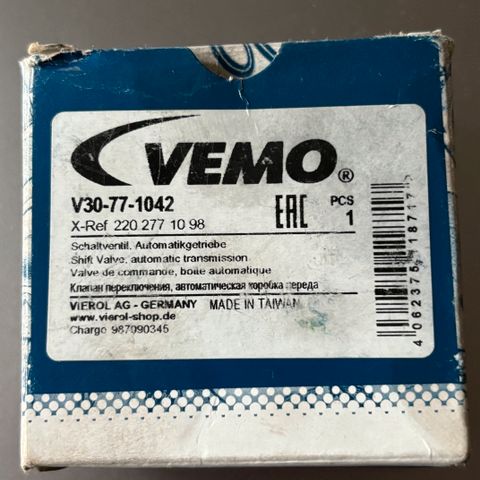 VEMO®
V30-77-1042
EAC
PCS
1
X-Ref 220 277 10 98
Schaltventil, Automatikgetriebe
Shift Valve, automatic transmission
Valve de commande, boite automatique
Клапан переключения, автоматическая коробка переда
VIEROL AG - GERMANY MADE IN TAIWAN
www.vierol-shop.de
Charge 987090345